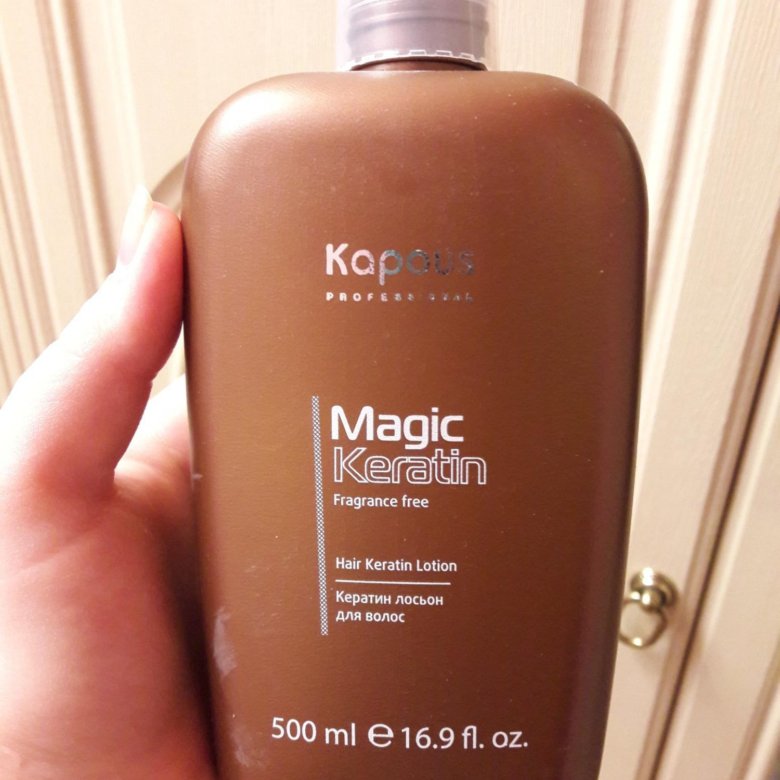 Kapous
PROFESSIONAL
Magic
Keratin
Fragrance free
Hair Keratin Lotion
Кератин лосьон
для волос
500 ml ℮ 16.9 fl. oz.